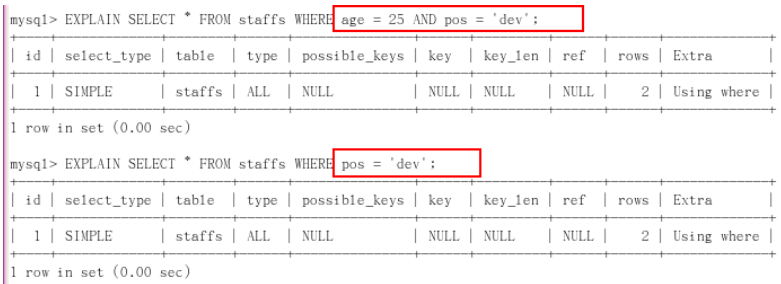 mysql> EXPLAIN SELECT * FROM staffs WHERE age = 25 AND pos = 'dev';
| id | select_type | table | type | possible_keys | key | key_len | ref | rows | Extra |
| 1 | SIMPLE | staffs | ALL | NULL | NULL | NULL | NULL | 2 | Using where |
1 row in set (0.00 sec)
mysql> EXPLAIN SELECT * FROM staffs WHERE pos = 'dev';
| id | select_type | table | type | possible_keys | key | key_len | ref | rows | Extra |
| 1 | SIMPLE | staffs | ALL | NULL | NULL | NULL | NULL | 2 | Using where |
1 row in set (0.00 sec)